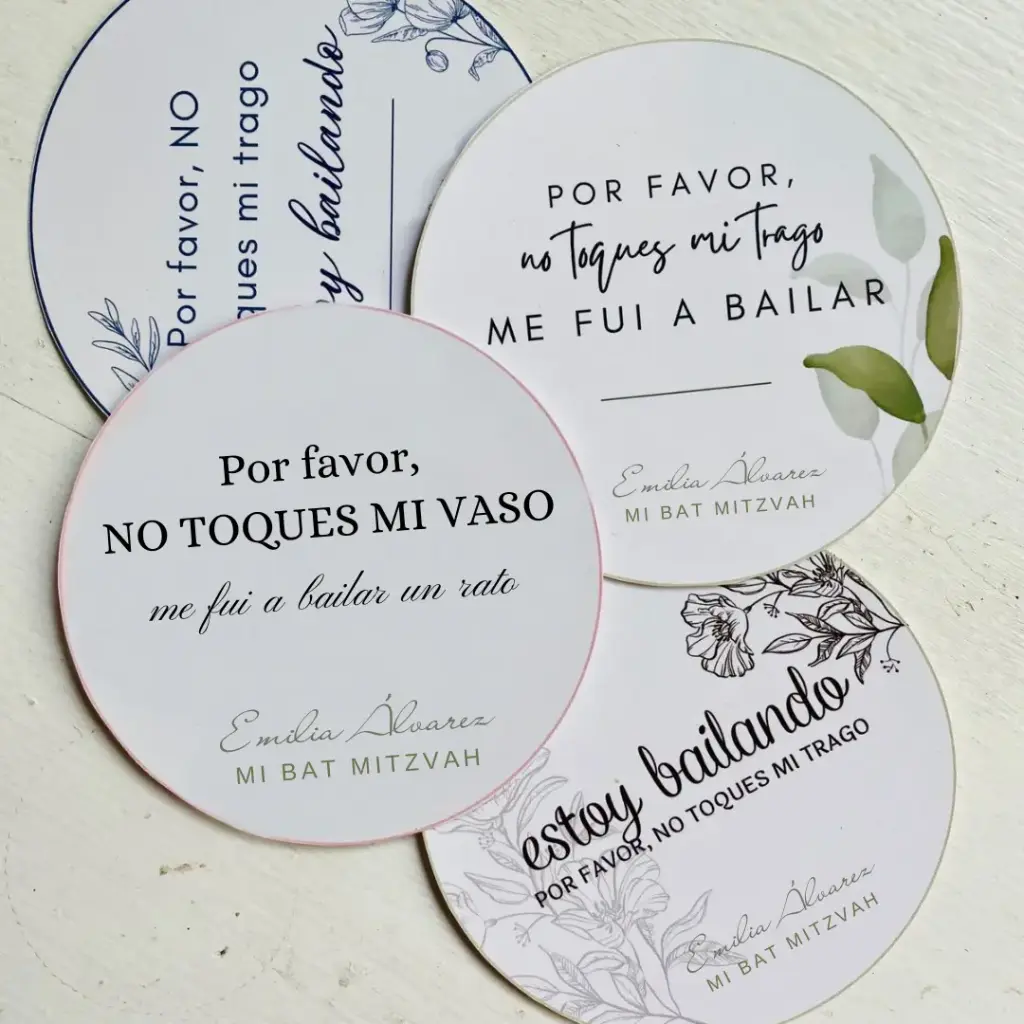 Por favor, NO
mi trago
bailando
POR FAVOR,
no toques mi trago
ME FUI A BAILAR
Emilia Álvarez
MI BAT MITZVAH
Por favor,
NO TOQUES MI VASO
me fui a bailar un rato
Emilia Álvarez
MI BAT MITZVAH
estoy bailando
POR FAVOR, NO TOQUES MI TRAGO
Emilia Álvarez
MI BAT MITZVAH